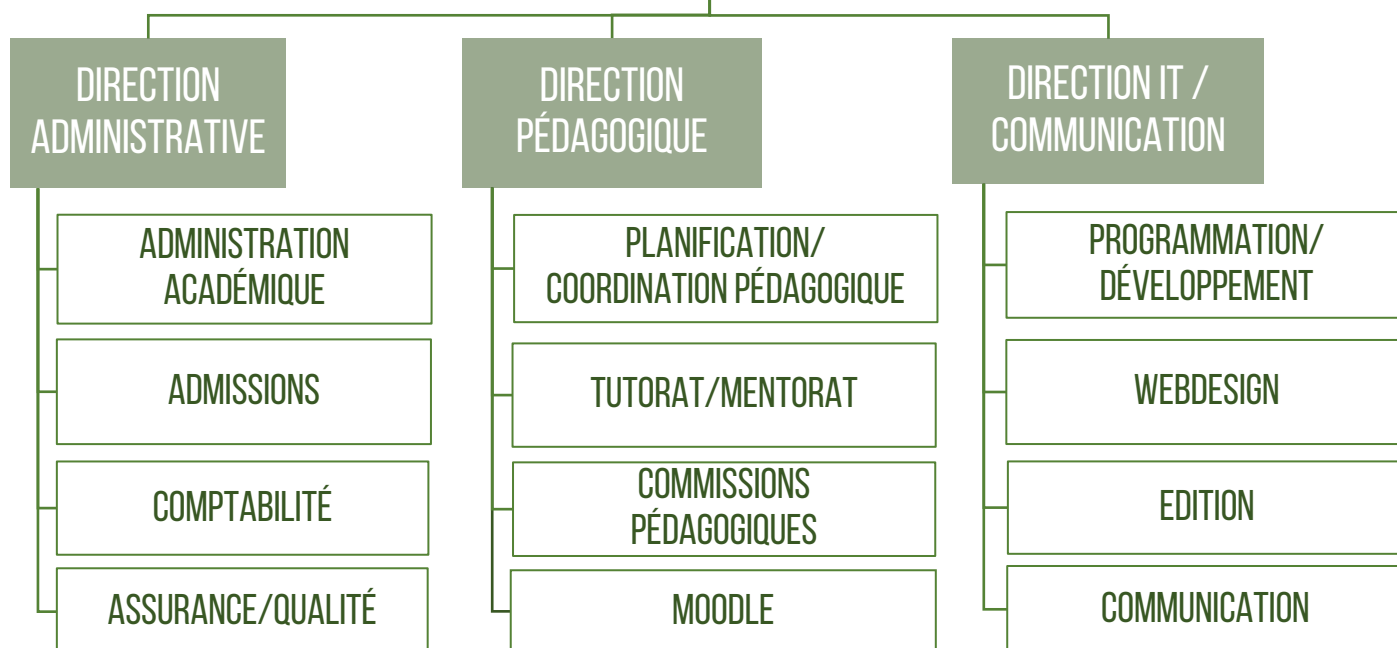 DIRECTION
ADMINISTRATIVE
ADMINISTRATION
ACADÉMIQUE
ADMISSIONS
COMPTABILITÉ
ASSURANCE/QUALITÉ
DIRECTION
PÉDAGOGIQUE
PLANIFICATION/
COORDINATION PÉDAGOGIQUE
TUTORAT/MENTORAT
COMMISSIONS
PÉDAGOGIQUES
MOODLE
DIRECTION IT /
COMMUNICATION
PROGRAMMATION/
DÉVELOPPEMENT
WEBDESIGN
EDITION
COMMUNICATION